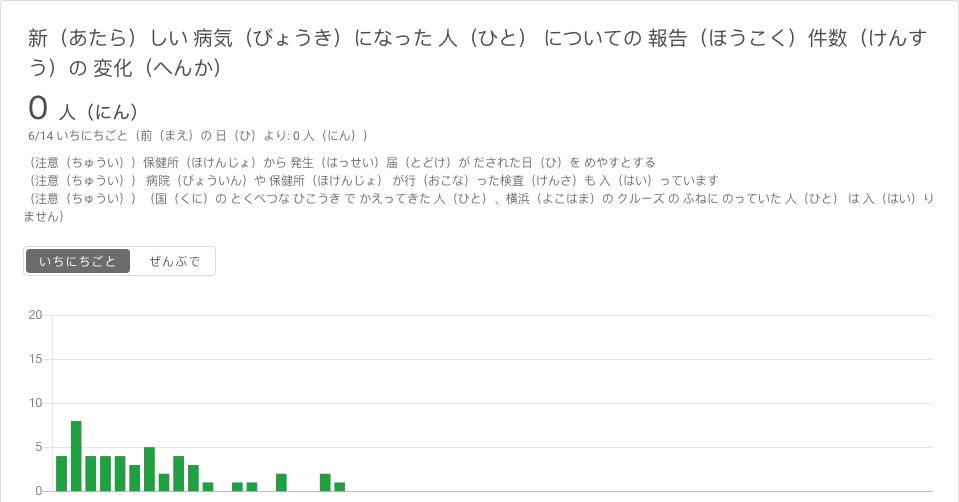 新（あたら）しい 病気（びょうき）になった 人（ひと） についての 報告（ほうこく）件数（けんす
う）の 変化（へんか）
0 人（にん）
6/14 いちにちごと（前（まえ）の 日（ひ）より: 0 人（にん））
（注意（ちゅうい））保健所（ほけんじょ）から 発生（はっせい）届（とどけ）が だされた日（ひ）を めやすとする
（注意（ちゅうい）） 病院（びょういん）や 保健所（ほけんじょ） が行（おこな）った検査（けんさ）も 入（はい）っています
（注意（ちゅうい））（国（くに）の とくべつな ひこうき で かえってきた 人（ひと）、横浜（よこはま）の クルーズ の ふねに のっていた 人（ひと） は 入（はい）り
ません）
いちにちごと ぜんぶで
20
15
10
5
0